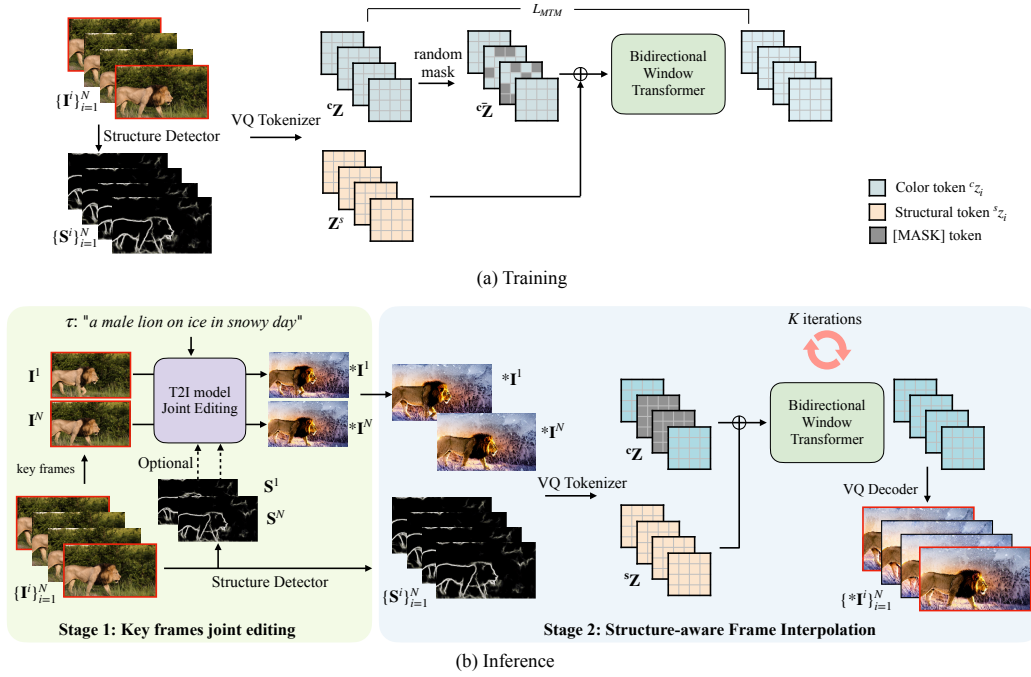 L_{MTM}
{I^i}_{i=1}^N
Structure Detector
VQ Tokenizer
{S^i}_{i=1}^N
random
mask
^cZ
^c\bar{Z}
Bidirectional
Window
Transformer
Z^s
Color token ^cz_i
Structural token ^sz_i
[MASK] token
(a) Training
τ: "a male lion on ice in snowy day"
I^1
I^N
T2I model
Joint Editing
*I^1
*I^N
key frames
Optional
S^1
S^N
Structure Detector
{I^i}_{i=1}^N
Stage 1: Key frames joint editing
*I^1
*I^N
{S^i}_{i=1}^N
VQ Tokenizer
^cZ
^sZ
K iterations
Bidirectional
Window
Transformer
VQ Decoder
{*I^i}_{i=1}^N
Stage 2: Structure-aware Frame Interpolation
(b) Inference